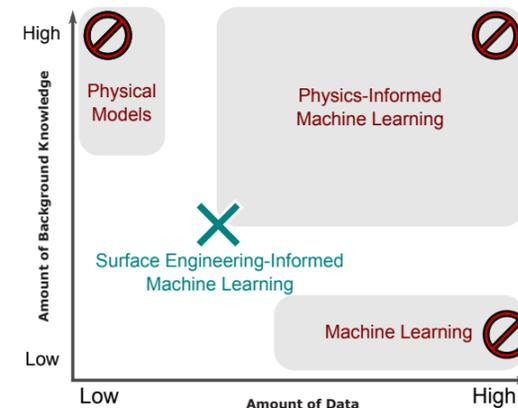 High
Amount of Background Knowledge
Physical
Models
Physics-Informed
Machine Learning
Surface Engineering-Informed
Machine Learning
Machine Learning
Low
Low
Amount of Data
High